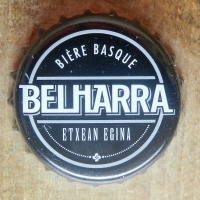 BIÈRE BASQUE
BELHARRA
ETXEAN EGINA